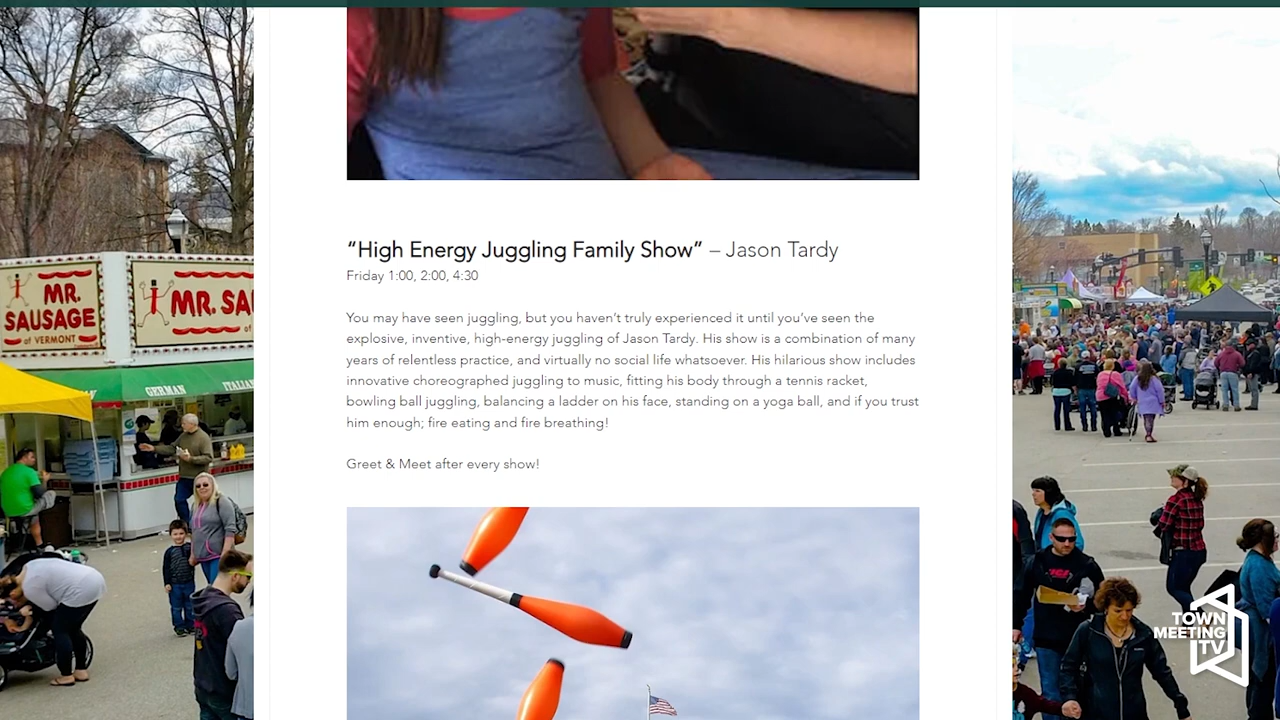 "High Energy Juggling Family Show" – Jason Tardy
Friday 1:00, 2:00, 4:30
You may have seen juggling, but you haven't truly experienced it until you've seen the
explosive, inventive, high-energy juggling of Jason Tardy. His show is a combination of many
years of relentless practice, and virtually no social life whatsoever. His hilarious show includes
innovative choreographed juggling to music, fitting his body through a tennis racket,
bowling ball juggling, balancing a ladder on his face, standing on a yoga ball, and if you trust
him enough; fire eating and fire breathing!
Greet & Meet after every show!
MR.
SAUSAGE
of VERMONT
MR. SA
of
GERMAN
ITALIAN
TOWN
MEETING
TV